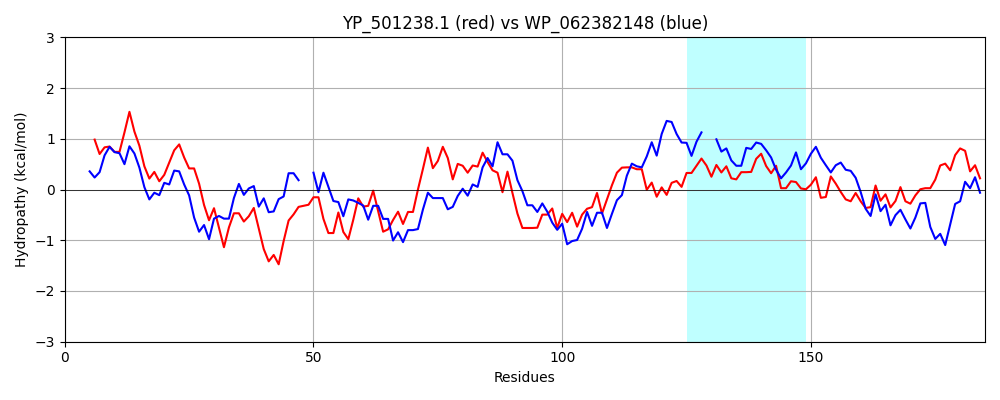 YP_501238.1 (red) vs WP_062382148 (blue)
Hydropathy (kcal/mol)
3
2
1
0
−1
−2
−3
0 50 100 150
Residues